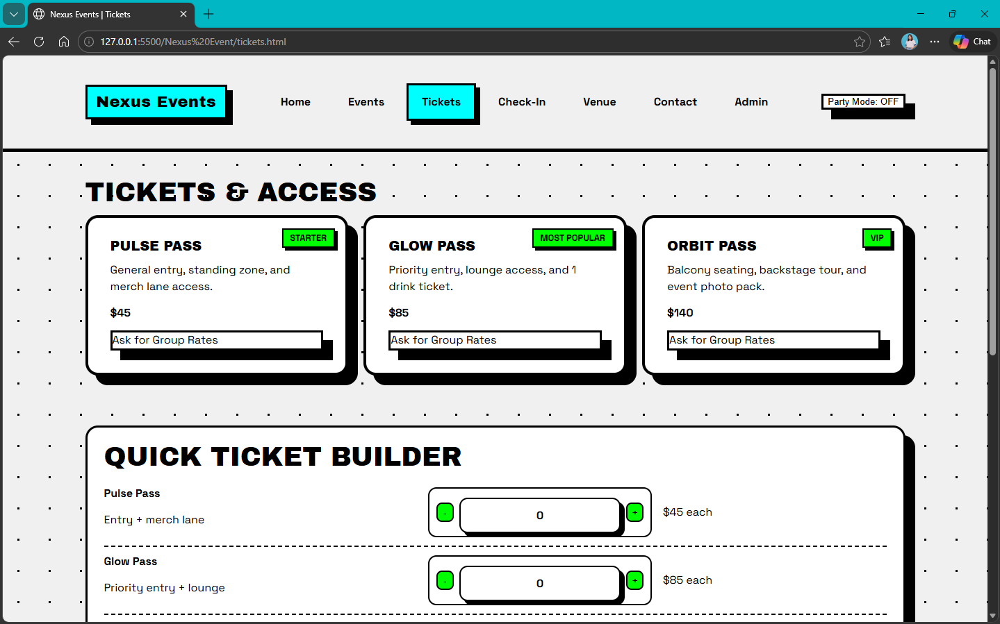 Nexus Events | Tickets
127.0.0.1:5500/Nexus%20Event/tickets.html
Chat
Nexus Events
Home
Events
Tickets
Check-In
Venue
Contact
Admin
Party Mode: OFF
TICKETS & ACCESS
STARTER
PULSE PASS
General entry, standing zone, and
merch lane access.
$45
Ask for Group Rates
MOST POPULAR
GLOW PASS
Priority entry, lounge access, and 1
drink ticket.
$85
Ask for Group Rates
VIP
ORBIT PASS
Balcony seating, backstage tour, and
event photo pack.
$140
Ask for Group Rates
QUICK TICKET BUILDER
Pulse Pass
Entry + merch lane
- 0 + $45 each
Glow Pass
Priority entry + lounge
- 0 + $85 each